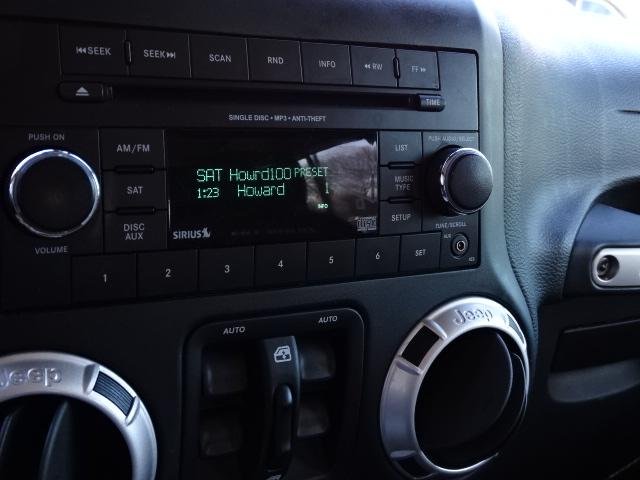 SEEK
SEEK
SCAN
RND
INFO
RW
FF
TIME
SINGLE DISC • MP3 • ANTI-THEFT
PUSH ON
AM/FM
SAT
DISC
AUX
VOLUME
SAT Howrd100 PRESET
1:23 Howard 1
INFO
SIRIUS
LIST
MUSIC
TYPE
SETUP
PUSH AUDIO/SELECT
TUNE/SCROLL
AUX
1
2
3
4
5
6
SET
AUTO
AUTO
Jeep
Jeep